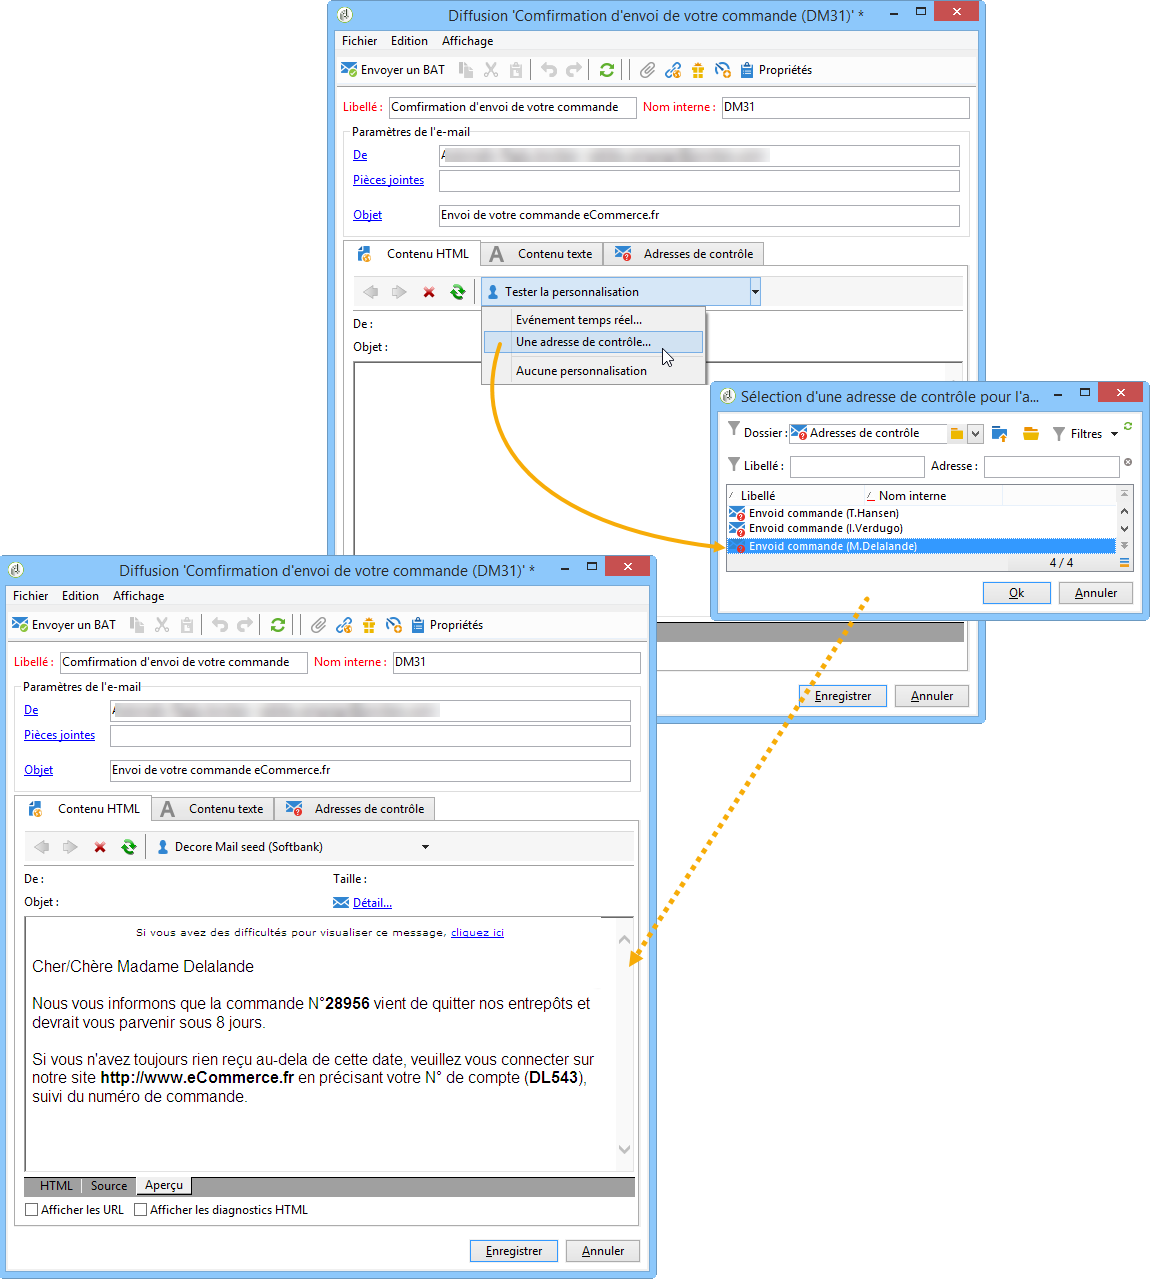 Diffusion 'Comfirmation d'envoi de votre commande (DM31)' *
Fichier Edition Affichage
Envoyer un BAT Propriétés
Libellé : Comfirmation d'envoi de votre commande Nom interne : DM31
Paramètres de l'e-mail
De
Pièces jointes
Objet Envoi de votre commande eCommerce.fr
Contenu HTML Contenu texte Adresses de contrôle
Tester la personnalisation
De :
Objet :
Evénement temps réel...
Une adresse de contrôle...
Aucune personnalisation
Enregistrer Annuler
Sélection d'une adresse de contrôle pour l'a...
Dossier : Adresses de contrôle Filtres
Libellé : Adresse :
Libellé Nom interne
Envoid commande (T.Hansen)
Envoid commande (I.Verdugo)
Envoid commande (M.Delalande)
4 / 4
Ok Annuler
Diffusion 'Comfirmation d'envoi de votre commande (DM31)' *
Fichier Edition Affichage
Envoyer un BAT Propriétés
Libellé : Comfirmation d'envoi de votre commande Nom interne : DM31
Paramètres de l'e-mail
De
Pièces jointes
Objet Envoi de votre commande eCommerce.fr
Contenu HTML Contenu texte Adresses de contrôle
Decore Mail seed (Softbank)
De : Taille :
Objet : Détail...
Si vous avez des difficultés pour visualiser ce message, cliquez ici
Cher/Chère Madame Delalande
Nous vous informons que la commande N°28956 vient de quitter nos entrepôts et
devrait vous parvenir sous 8 jours.
Si vous n'avez toujours rien reçu au-dela de cette date, veuillez vous connecter sur
notre site http://www.eCommerce.fr en précisant votre N° de compte (DL543),
suivi du numéro de commande.
HTML Source Aperçu
Afficher les URL Afficher les diagnostics HTML
Enregistrer Annuler